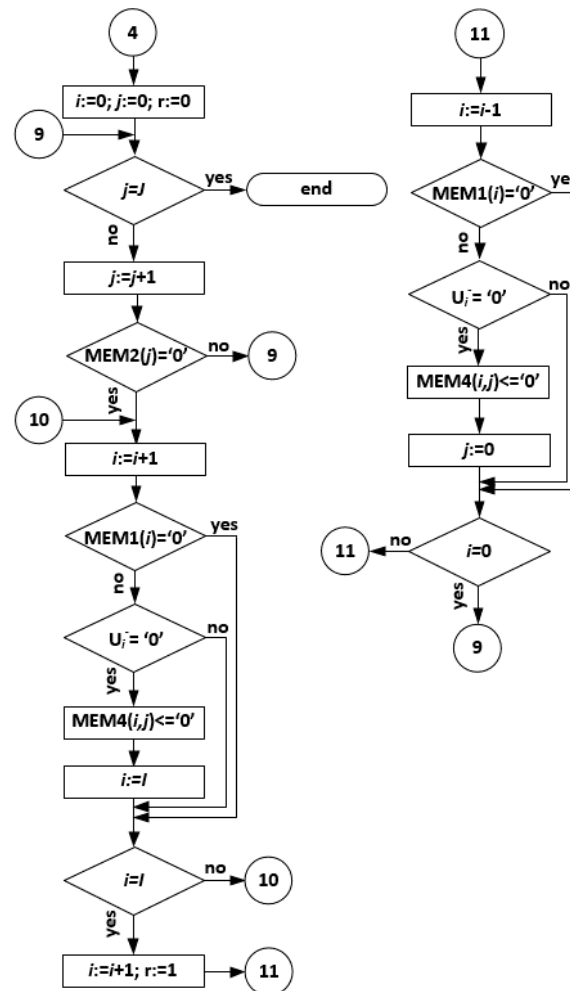 4
i:=0; j:=0; r:=0
9
j=J
yes
end
no
j:=j+1
MEM2(j)='0'
no
9
yes
10
i:=i+1
MEM1(i)='0'
yes
no
Ui-= '0'
no
yes
MEM4(i,j)<='0'
i:=I
i=I
no
10
yes
i:=i+1; r:=1
11
11
i:=i-1
MEM1(i)='0'
yes
no
Ui-= '0'
no
yes
MEM4(i,j)<='0'
j:=0
i=0
no
11
yes
9